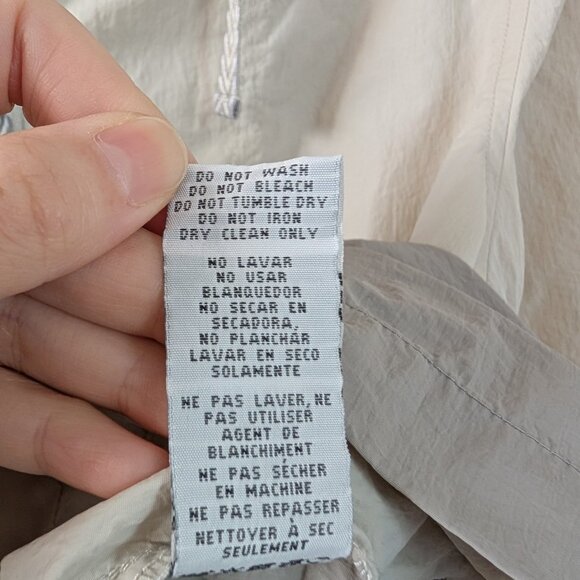 DO NOT WASH
DO NOT BLEACH
DO NOT TUMBLE DRY
DO NOT IRON
DRY CLEAN ONLY
NO LAVAR
NO USAR
BLANQUEDOR
NO SECAR EN
SECADORA,
NO PLANCHAR
LAVAR EN SECO
SOLAMENTE
NE PAS LAVER, NE
PAS UTILISER
AGENT DE
BLANCHIMENT
NE PAS SÉCHER
EN MACHINE
NE PAS REPASSER
NETTOYER À SEC
SEULEMENT